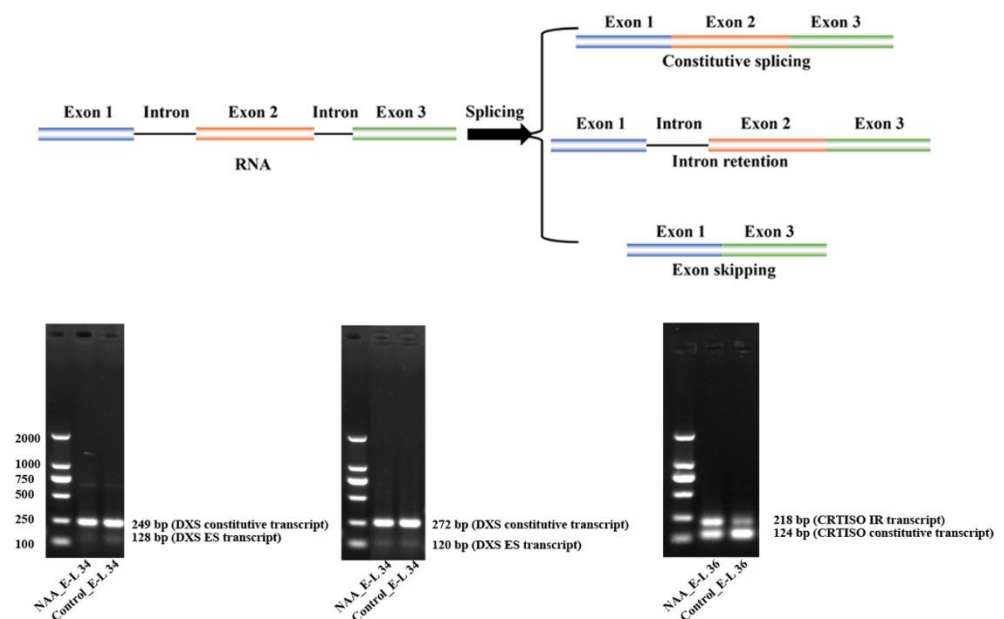 Exon 1 Exon 2 Exon 3
Constitutive splicing
Exon 1 Intron Exon 2 Intron Exon 3
RNA
Splicing
Exon 1 Intron Exon 2 Exon 3
Intron retention
Exon 1 Exon 3
Exon skipping
2000
1000
750
500
250
100
249 bp (DXS constitutive transcript)
128 bp (DXS ES transcript)
NAA_E-L 34
Control_E-L 34
272 bp (DXS constitutive transcript)
120 bp (DXS ES transcript)
NAA_E-L 34
Control_E-L 34
218 bp (CRTISO IR transcript)
124 bp (CRTISO constitutive transcript)
NAA_E-L 36
Control_E-L 36